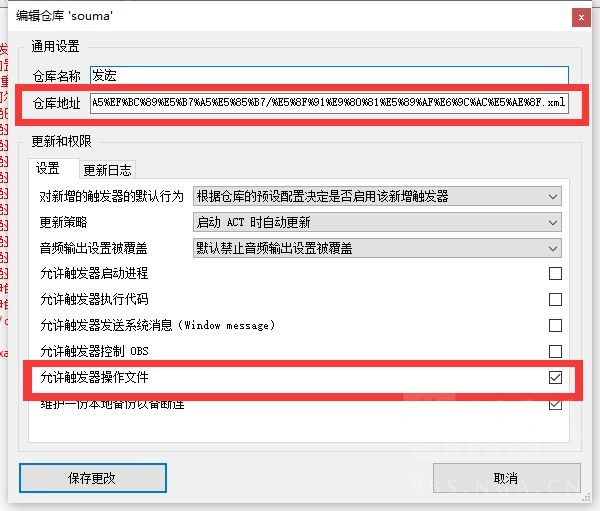 编辑仓库 'souma'
x
通用设置
仓库名称 发宏
仓库地址 A5%EF%BC%89%E5%B7%A5%E5%85%B7/%E5%8F%91%E9%80%81%E5%89%AF%E6%9C%AC%E5%AE%8F.xml
更新和权限
设置 更新日志
对新增的触发器的默认行为 根据仓库的预设配置决定是否启用该新增触发器
更新策略 启动 ACT 时自动更新
音频输出设置被覆盖 默认禁止音频输出设置被覆盖
允许触发器启动进程
允许触发器执行代码
允许触发器发送系统消息（Window message）
允许触发器控制 OBS
允许触发器操作文件
维护一份本地备份以备断连
保存更改 取消
BBS.NGA.CN